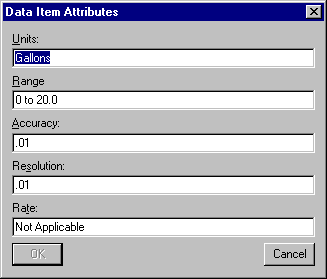 Data Item Attributes
Units:
Gallons
Range
0 to 20.0
Accuracy:
.01
Resolution:
.01
Rate:
Not Applicable
OK Cancel